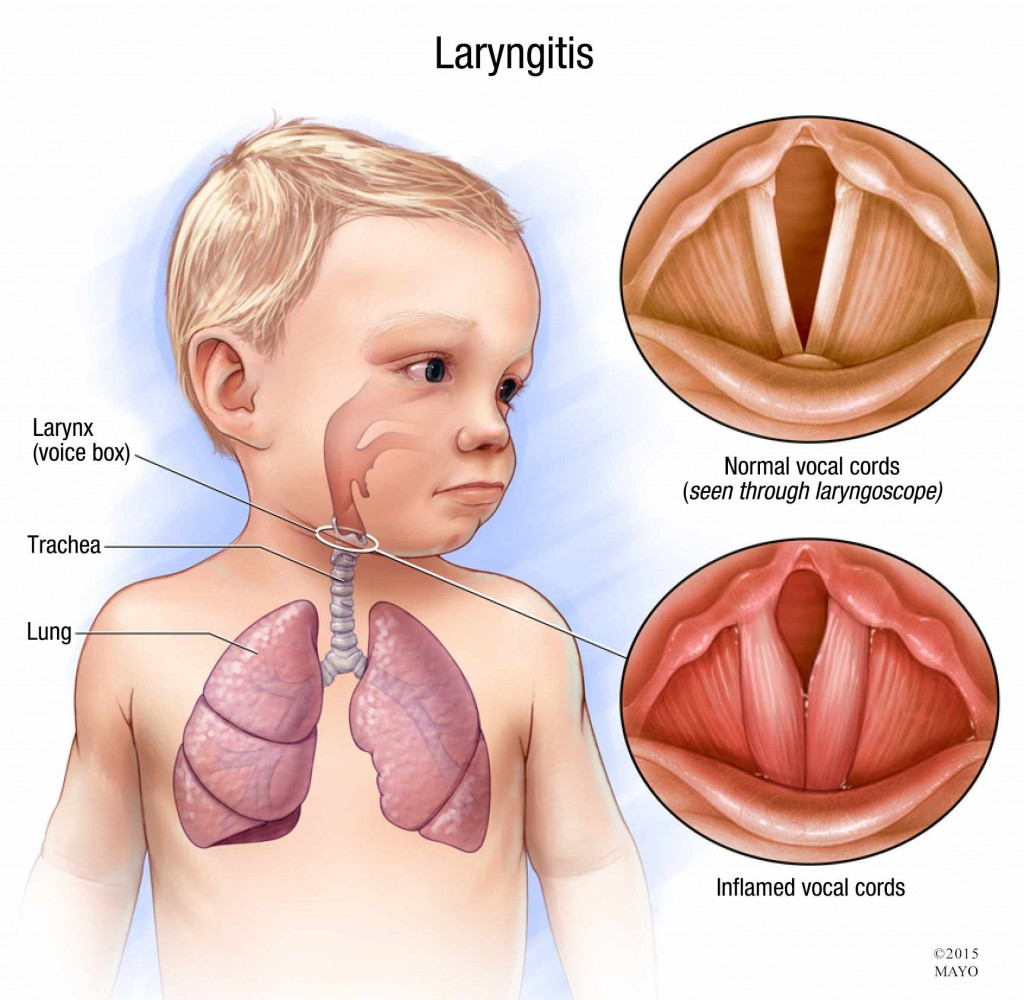 Laryngitis
Larynx
(voice box)
Trachea
Lung
Normal vocal cords
(seen through laryngoscope)
Inflamed vocal cords
©2015
MAYO